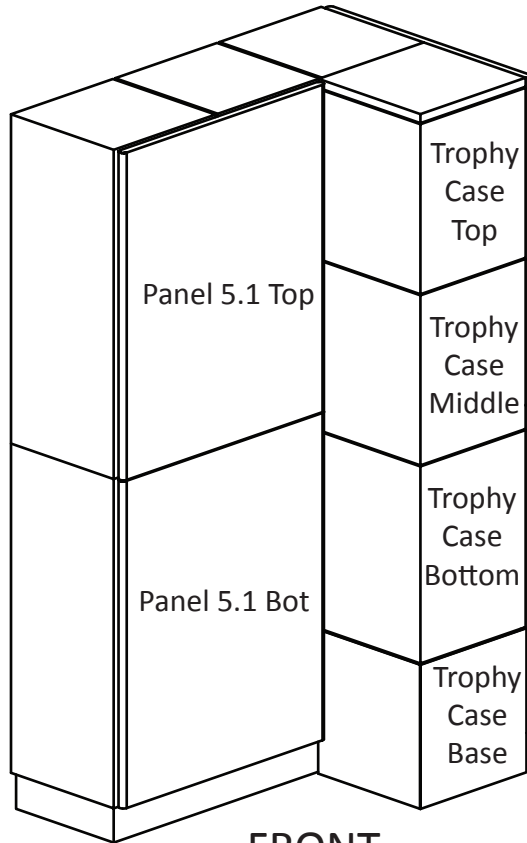 Trophy
Case
Top
Panel 5.1 Top
Trophy
Case
Middle
Trophy
Case
Bottom
Panel 5.1 Bot
Trophy
Case
Base
FRONT